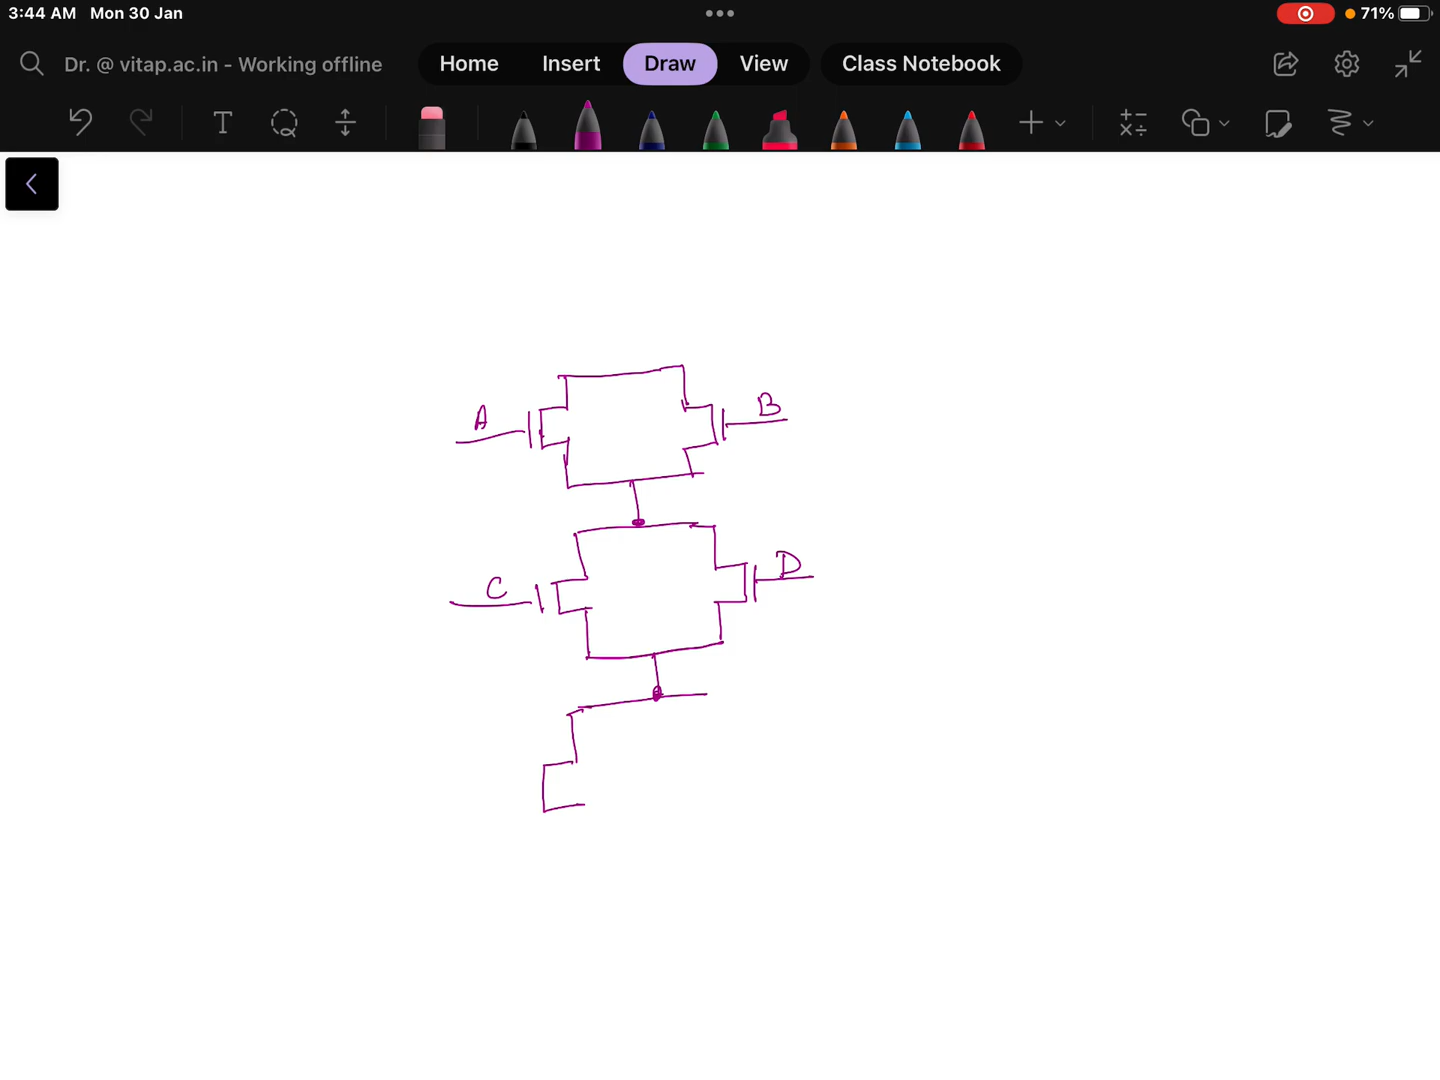 3:44 AM Mon 30 Jan
71%
Dr. @ vitap.ac.in - Working offline
Home Insert Draw View Class Notebook
T
A
B
C
D